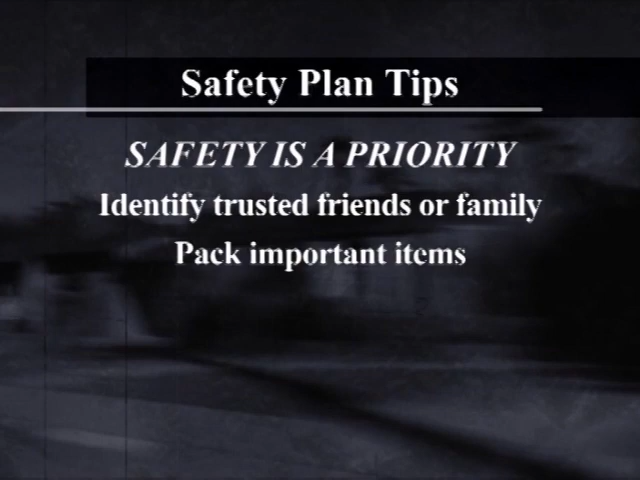 Safety Plan Tips
SAFETY IS A PRIORITY
Identify trusted friends or family
Pack important items